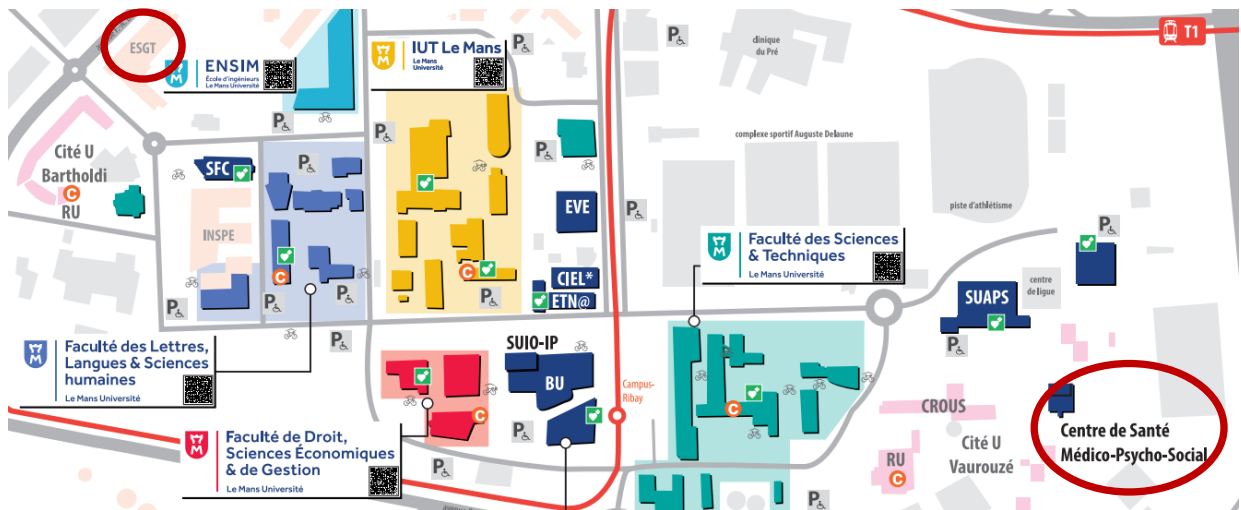 ESGT
ENSIM
École d'ingénieurs
Le Mans Université
IUT Le Mans
Le Mans
Université
P
P
clinique
du Pré
T1
P
P
P
P
complexe sportif Auguste Delaune
Cité U
Bartholdi
C
RU
SFC
P
INSPE
EVE
P
piste d'athlétisme
P
Faculté des Sciences
& Techniques
Le Mans Université
C
C
CIEL*
ETN@
centre
de ligue
SUAPS
P
P
P
P
P
P
Faculté des Lettres,
Langues & Sciences
humaines
Le Mans Université
SUIO-IP
BU
Campus-
Ribay
C
C
CROUS
Cité U
Vaurouzé
Centre de Santé
Médico-Psycho-Social
P
Faculté de Droit,
Sciences Économiques
& de Gestion
Le Mans Université
P
RU
C
P